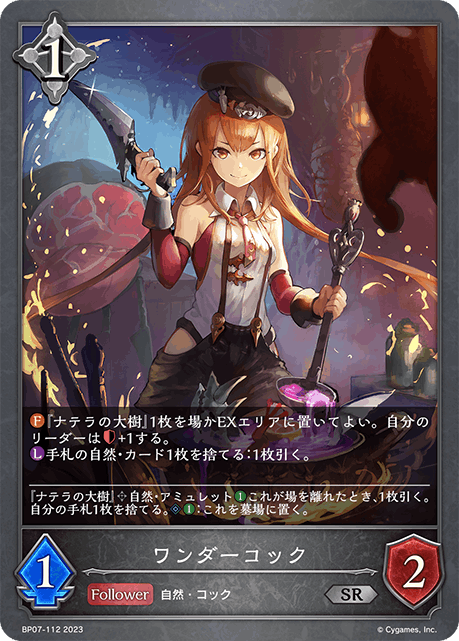 1
F『ナテラの大樹』1枚を場かEXエリアに置いてよい。自分の
リーダーは+1する。
L手札の自然・カード1枚を捨てる：1枚引く。
『ナテラの大樹』自然・アミュレット1これが場を離れたとき、1枚引く。
自分の手札1枚を捨てる。1：これを墓場に置く。
ワンダーコック
1
Follower 自然・コック SR
2
BP07-112 2023 © Cygames, Inc.